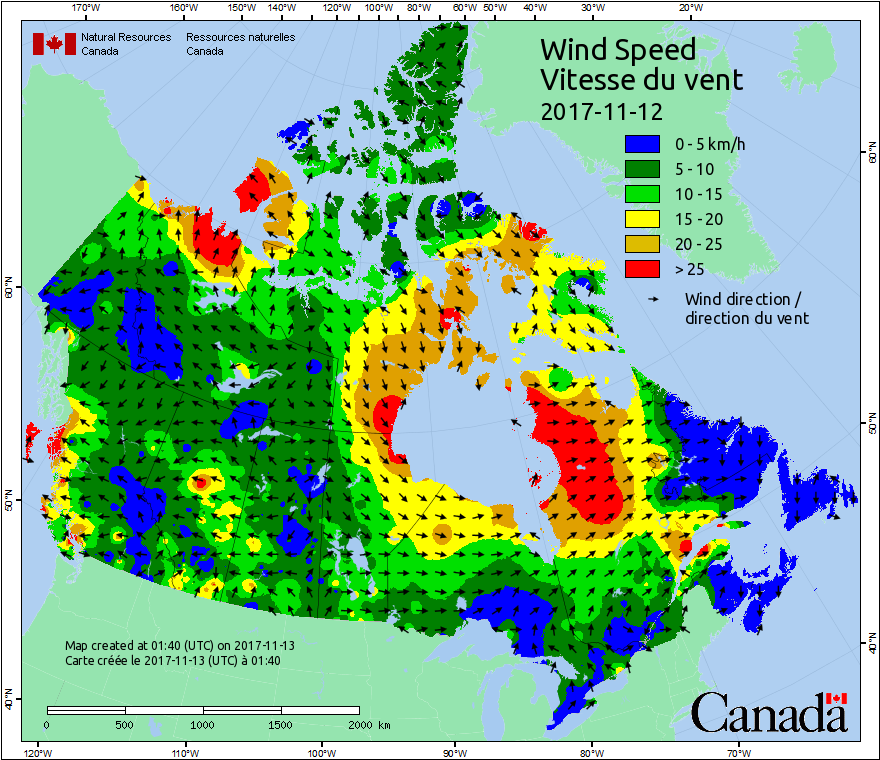 170°W 160°W 150°W 140°W 130°W 120°W 110°W 100°W 90°W 80°W 70°W 60°W 50°W 40°W 30°W 20°W
Natural Resources Ressources naturelles
Canada Canada
Wind Speed
Vitesse du vent
2017-11-12
0 - 5 km/h
5 - 10
10 - 15
15 - 20
20 - 25
> 25
Wind direction /
direction du vent
60°N
60°N
50°N
50°N
40°N
40°N
Map created at 01:40 (UTC) on 2017-11-13
Carte créée le 2017-11-13 (UTC) à 01:40
0 500 1000 1500 2000 km
Canada
120°W 110°W 100°W 90°W 80°W 70°W